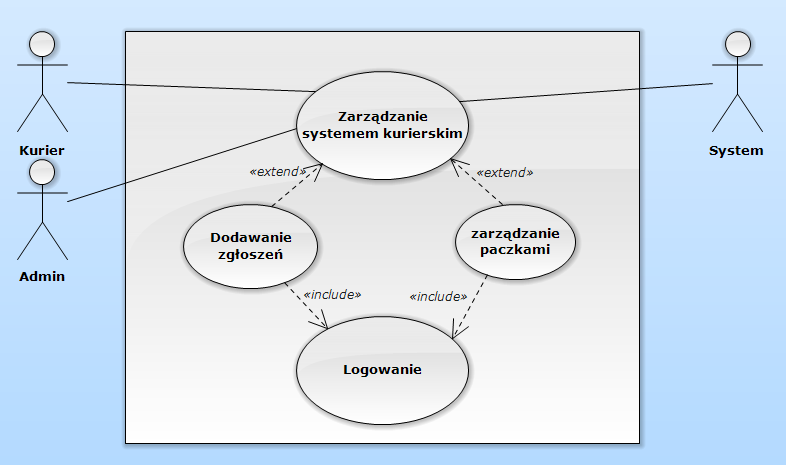 Zarządzanie
systemem kurierskim
Kurier
System
«extend»
«extend»
Dodawanie
zgłoszeń
zarządzanie
paczkami
Admin
«include»
«include»
Logowanie